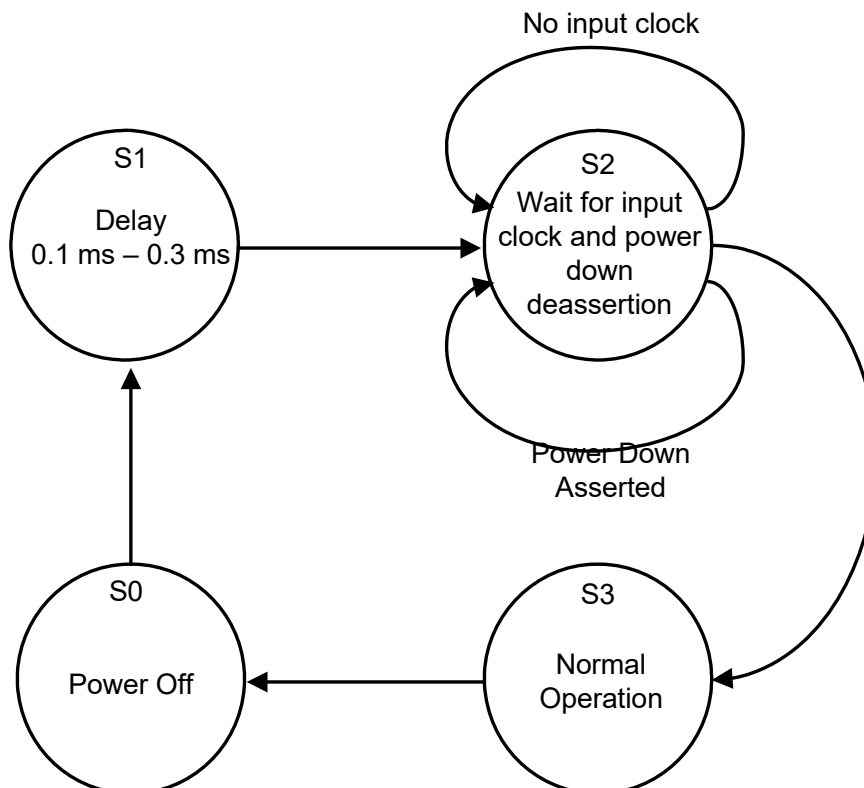 No input clock
S1
Delay
0.1 ms – 0.3 ms
S2
Wait for input
clock and power
down
deassertion
Power Down
Asserted
S0
Power Off
S3
Normal
Operation